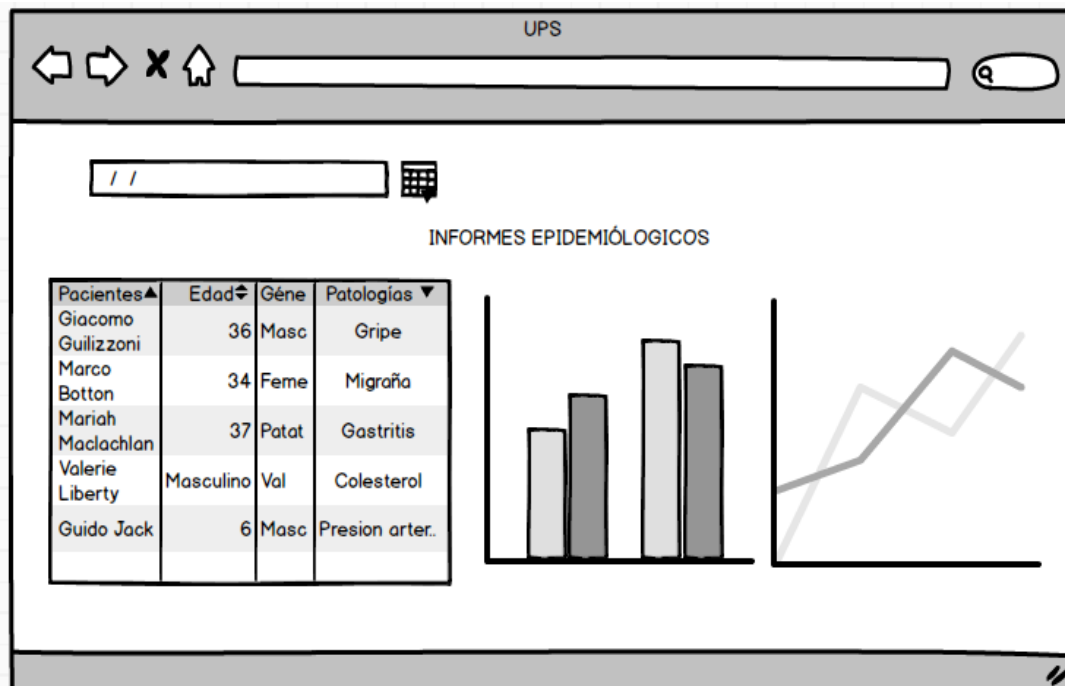 UPS
/ /
INFORMES EPIDEMIÓLOGICOS
Pacientes▲ Edad Géne Patologías ▼
Giacomo
Guilizzoni 36 Masc Gripe
Marco
Botton 34 Feme Migraña
Mariah
Maclachlan 37 Patat Gastritis
Valerie
Liberty Masculino Val Colesterol
Guido Jack 6 Masc Presion arter..